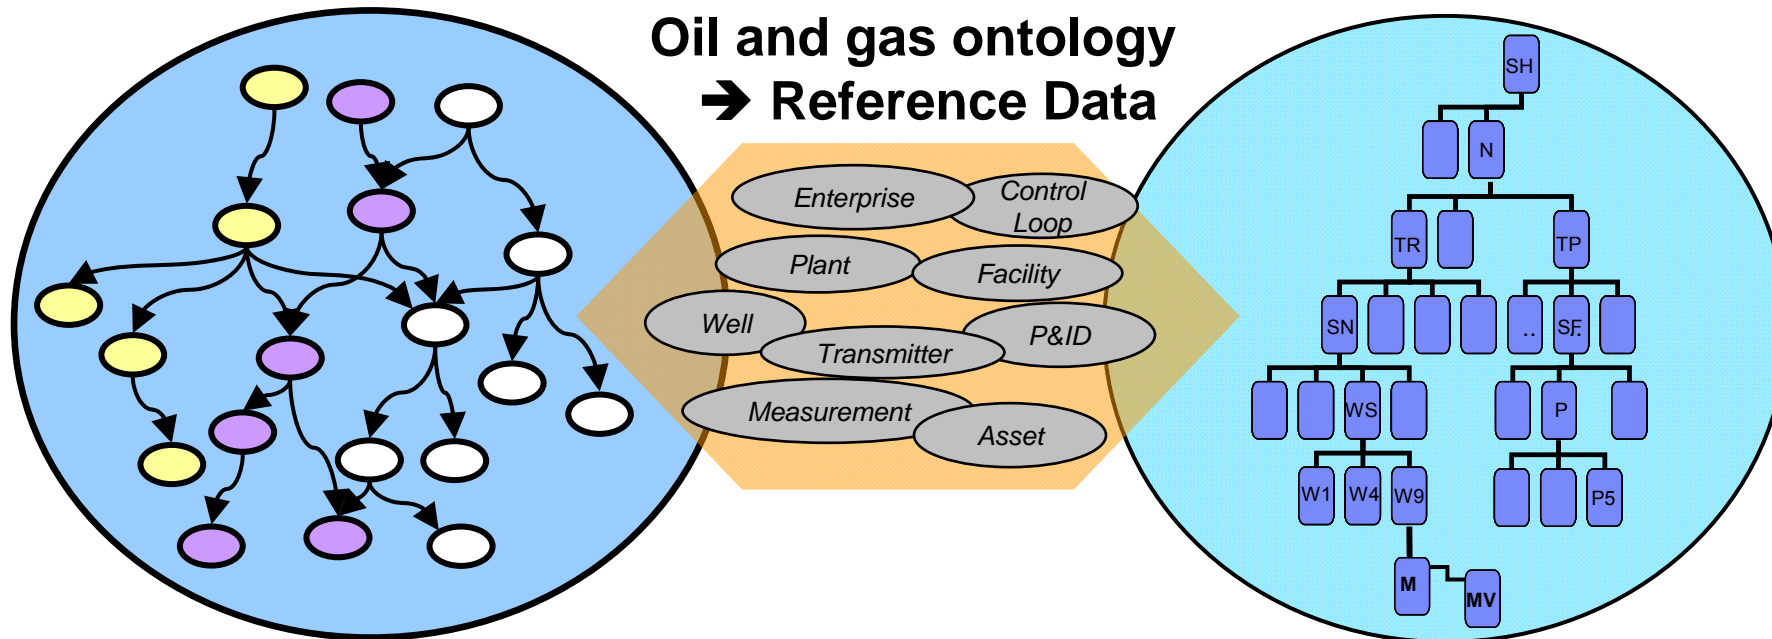 Oil and gas ontology
➔ Reference Data
Enterprise
Control
Loop
Plant
Facility
Well
P&ID
Transmitter
Measurement
Asset
SH
N
TR
TP
SN
..
SF..
WS
P
W1
W4
W9
P5
M
MV